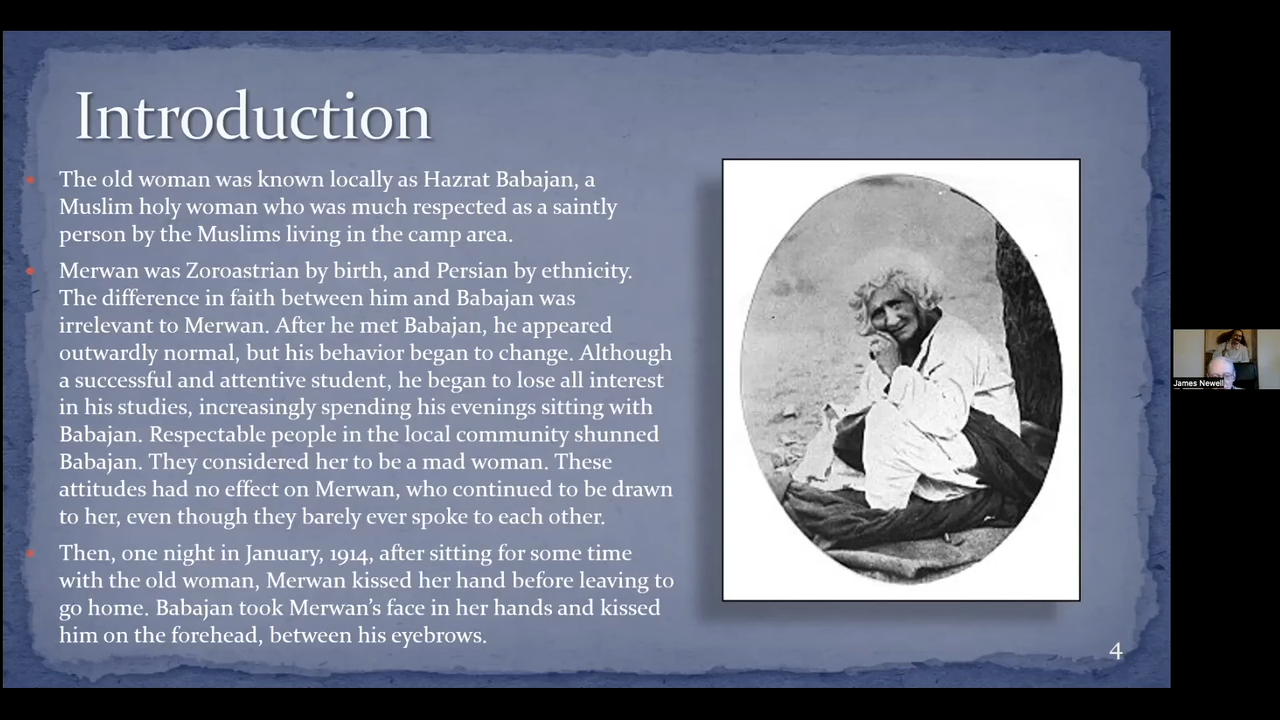 Introduction
The old woman was known locally as Hazrat Babajan, a
Muslim holy woman who was much respected as a saintly
person by the Muslims living in the camp area.
Merwan was Zoroastrian by birth, and Persian by ethnicity.
The difference in faith between him and Babajan was
irrelevant to Merwan. After he met Babajan, he appeared
outwardly normal, but his behavior began to change. Although
a successful and attentive student, he began to lose all interest
in his studies, increasingly spending his evenings sitting with
Babajan. Respectable people in the local community shunned
Babajan. They considered her to be a mad woman. These
attitudes had no effect on Merwan, who continued to be drawn
to her, even though they barely ever spoke to each other.
Then, one night in January, 1914, after sitting for some time
with the old woman, Merwan kissed her hand before leaving to
go home. Babajan took Merwan’s face in her hands and kissed
him on the forehead, between his eyebrows.
4
James Newell